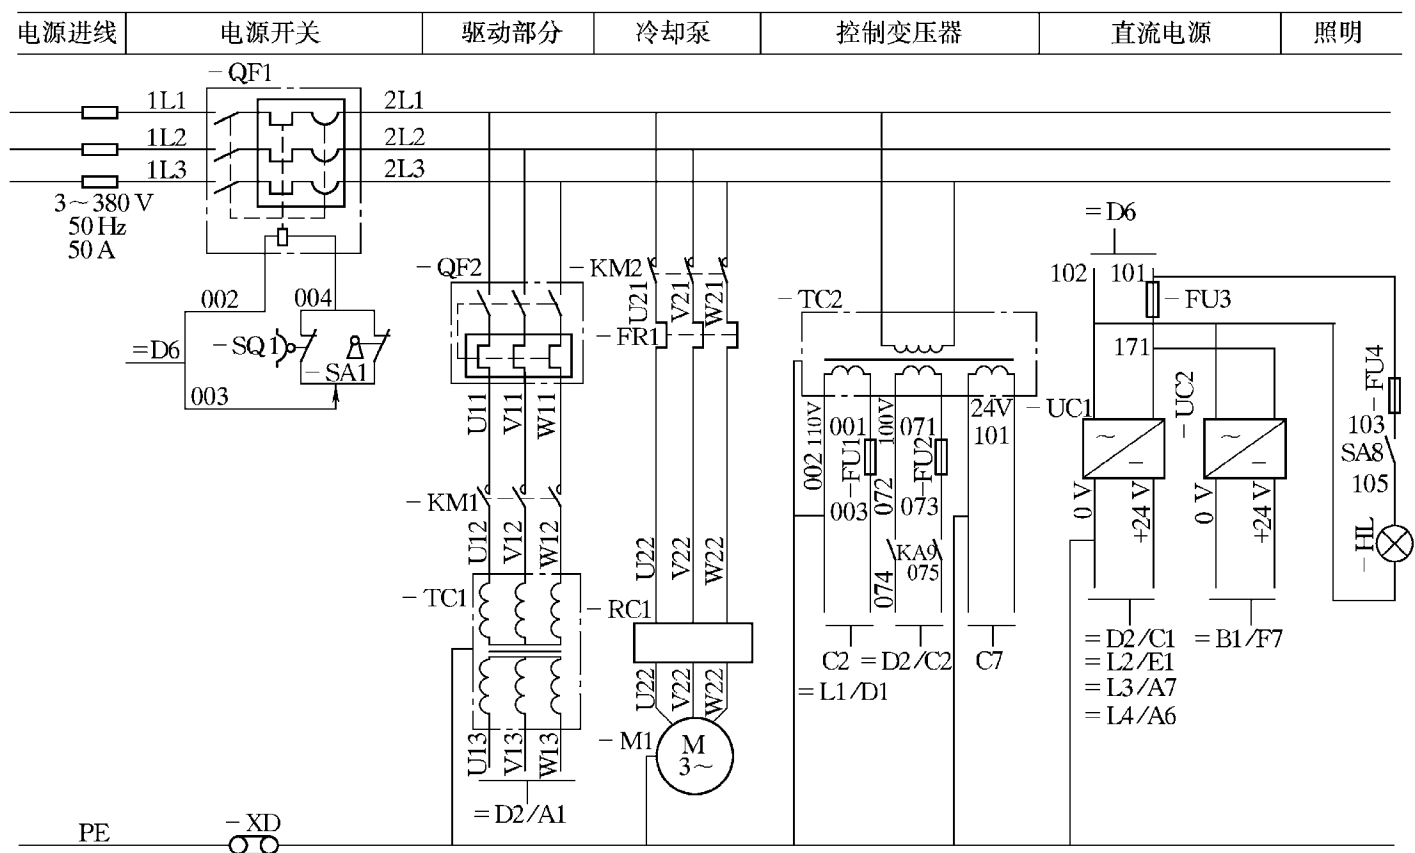 电源进线 电源开关 驱动部分 冷却泵 控制变压器 直流电源 照明
-QF1
1L1 2L1
1L2 2L2
1L3 2L3
3~380 V
50 Hz
50 A
=D6
-QF2 -KM2 102 101
002 004 U21 V21 W21 -TC2 -FU3
=D6 -SQ1 -FR1 171
-SA1 -FU4
003 U11 V11 W11 110V 001 100V 071 24V -UC1 -UC2
101 103
002 -FU1 -FU2 ~ ~ SA8
- - 105
-KM1 003 072 073 0 V +24 V 0 V +24 V
U12 V12 W12 U22 V22 W22 KA9 -HL
074 075
-TC1 -RC1
C2 =D2/C2 C7 =D2/C1 =B1/F7
=L2/E1
U22 V22 W22 =L1/D1 =L3/A7
=L4/A6
U13 V13 W13 -M1 M
3~
=D2/A1
PE -XD